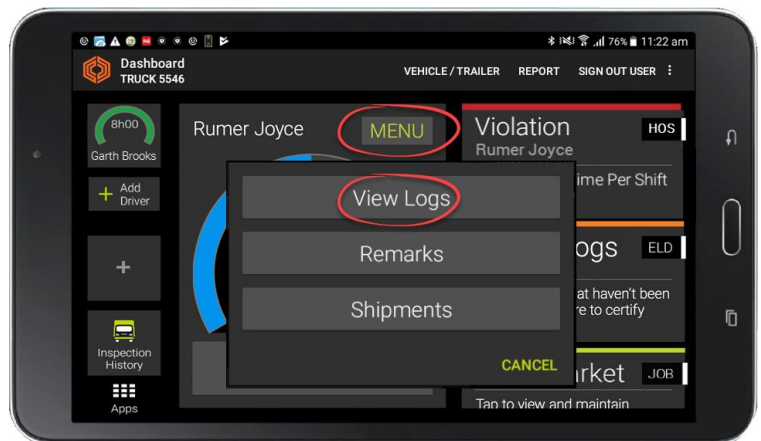 76% 11:22 am
Dashboard
TRUCK 5546
VEHICLE / TRAILER REPORT SIGN OUT USER
8h00
Garth Brooks
Add
Driver
Inspection
History
Apps
Rumer Joyce MENU
View Logs
Remarks
Shipments
CANCEL
Violation HOS
Rumer Joyce
ime Per Shift
ogs ELD
at haven't been
re to certify
rket JOB
Tap to view and maintain